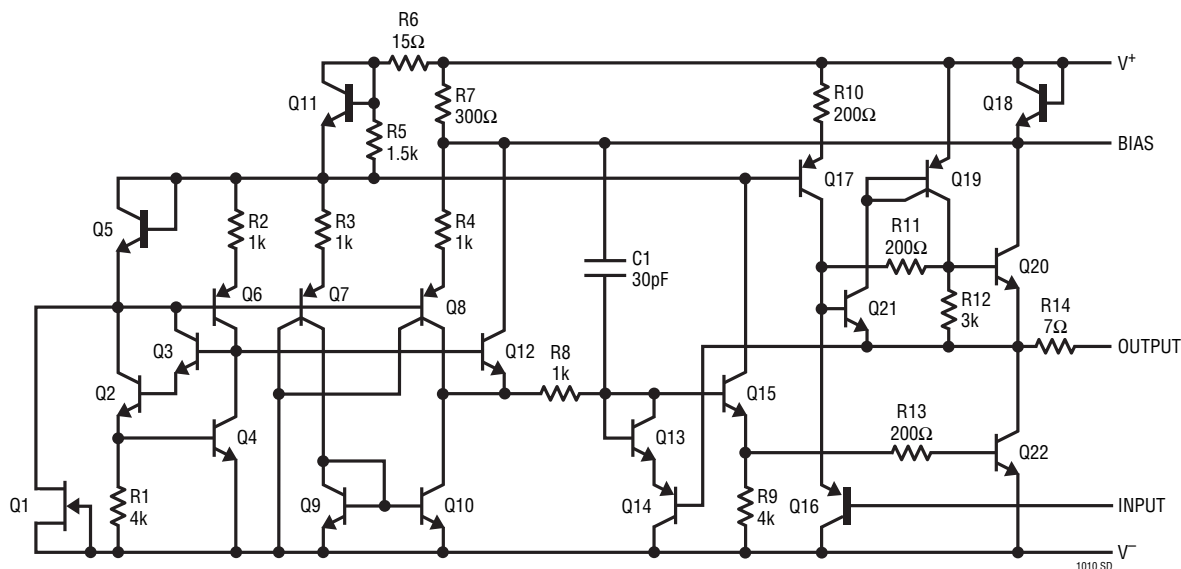 R6
15Ω
V+
Q11
R7
300Ω
R10
200Ω
Q18
R5
1.5k
BIAS
Q17
Q19
Q5
R2
1k
R3
1k
R4
1k
R11
200Ω
C1
30pF
Q20
Q6
Q7
Q8
Q21
R12
3k
R14
7Ω
Q3
Q12
R8
1k
OUTPUT
Q2
Q15
R13
200Ω
Q4
Q13
Q22
Q1
R1
4k
Q9
Q10
Q14
R9
4k
Q16
INPUT
V–
1010 SD